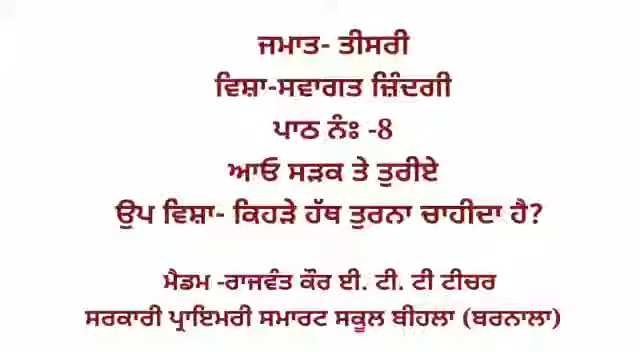 ਜਮਾਤ- ਤੀਸਰੀ
ਵਿਸ਼ਾ-ਸਵਾਗਤ ਜ਼ਿੰਦਗੀ
ਪਾਠ ਨੰਃ -8
ਆਓ ਸੜਕ ਤੇ ਤੁਰੀਏ
ਉਪ ਵਿਸ਼ਾ- ਕਿਹੜੇ ਹੱਥ ਤੁਰਨਾ ਚਾਹੀਦਾ ਹੈ?
ਮੈਡਮ -ਰਾਜਵੰਤ ਕੌਰ ਈ. ਟੀ. ਟੀ ਟੀਚਰ
ਸਰਕਾਰੀ ਪ੍ਰਾਇਮਰੀ ਸਮਾਰਟ ਸਕੂਲ ਬੀਹਲਾ (ਬਰਨਾਲਾ)